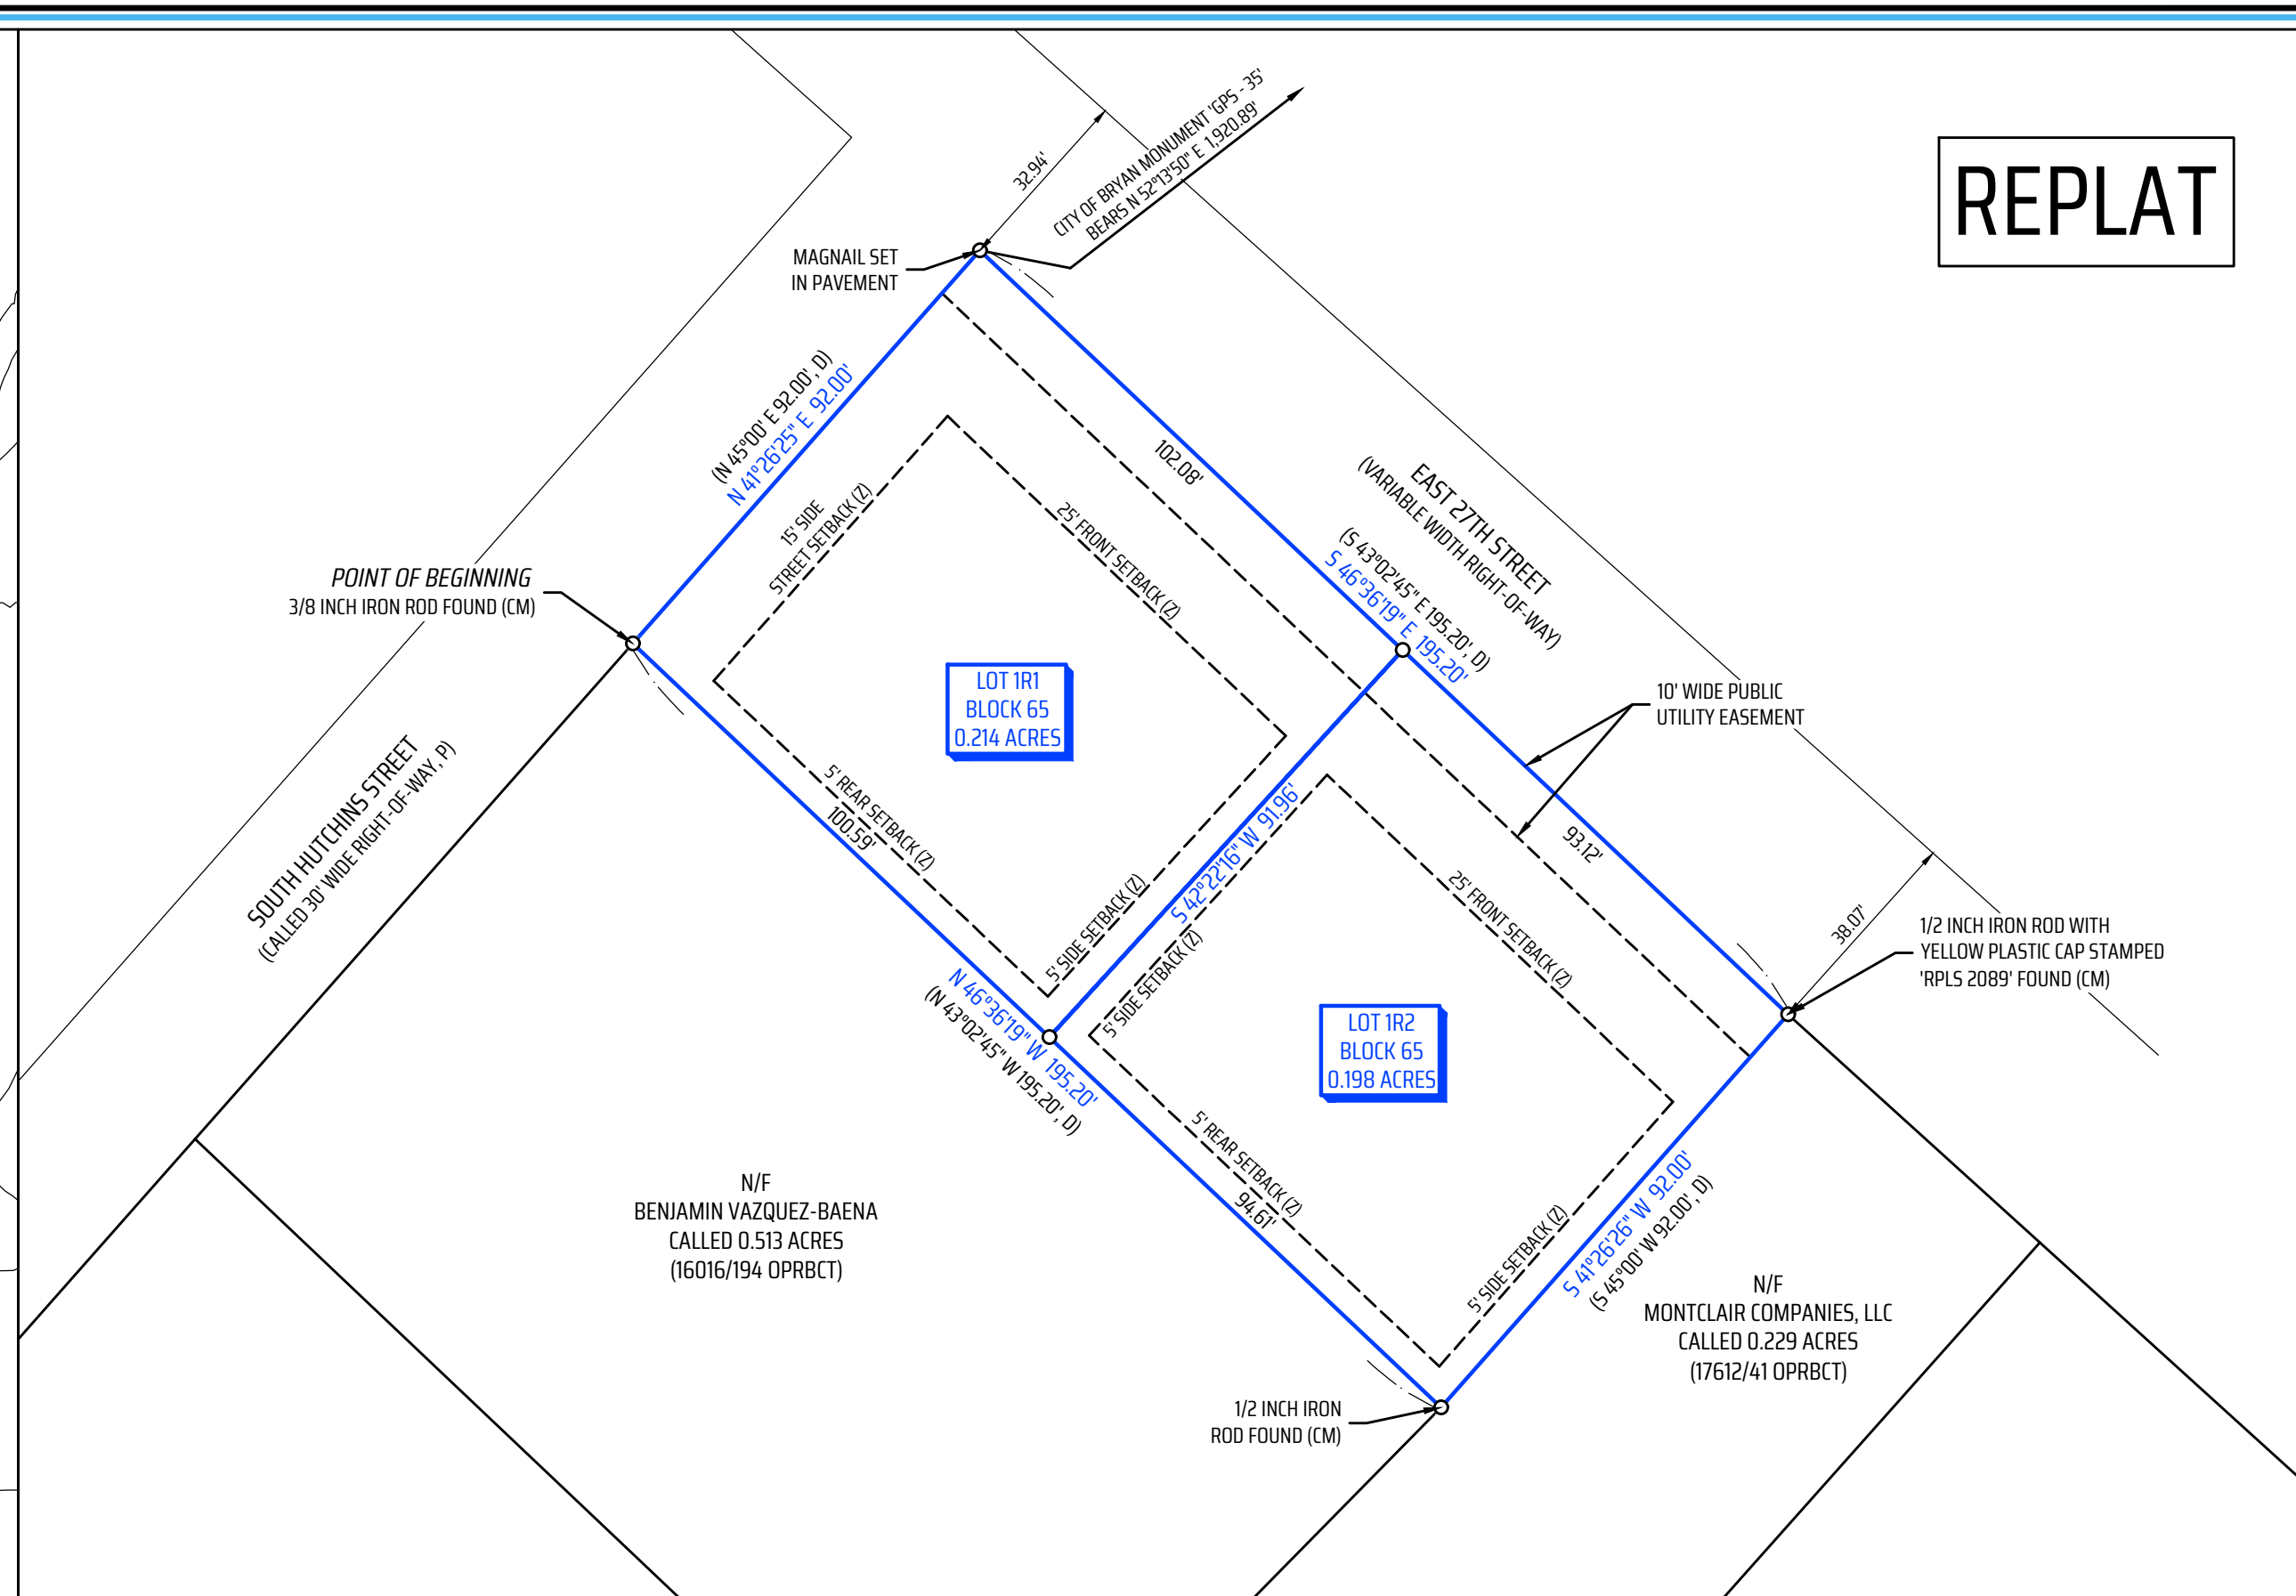 REPLAT
CITY OF BRYAN MONUMENT 'GPS - 35'
BEARS N 52°13'50" E 1,920.89'
32.94'
MAGNAIL SET
IN PAVEMENT
(N 45°00' E 92.00', D)
N 41°26'25" E 92.00'
102.08'
EAST 27TH STREET
(VARIABLE WIDTH RIGHT-OF-WAY)
(S 43°02'45" E 195.20', D)
S 46°36'19" E 195.20'
15' SIDE
STREET SETBACK (Z)
25' FRONT SETBACK (Z)
POINT OF BEGINNING
3/8 INCH IRON ROD FOUND (CM)
LOT 1R1
BLOCK 65
0.214 ACRES
10' WIDE PUBLIC
UTILITY EASEMENT
SOUTH HUTCHINS STREET
(CALLED 30' WIDE RIGHT-OF-WAY, P)
5' REAR SETBACK (Z)
100.59'
5' SIDE SETBACK (Z)
S 42°22'16" W 91.96'
5' SIDE SETBACK (Z)
93.12'
25' FRONT SETBACK (Z)
38.07'
1/2 INCH IRON ROD WITH
YELLOW PLASTIC CAP STAMPED
'RPLS 2089' FOUND (CM)
N 46°36'19" W 195.20'
(N 43°02'45" W 195.20', D)
LOT 1R2
BLOCK 65
0.198 ACRES
5' REAR SETBACK (Z)
94.61'
5' SIDE SETBACK (Z)
S 41°26'26" W 92.00'
(S 45°00' W 92.00', D)
N/F
BENJAMIN VAZQUEZ-BAENA
CALLED 0.513 ACRES
(16016/194 OPRBCT)
N/F
MONTCLAIR COMPANIES, LLC
CALLED 0.229 ACRES
(17612/41 OPRBCT)
1/2 INCH IRON
ROD FOUND (CM)